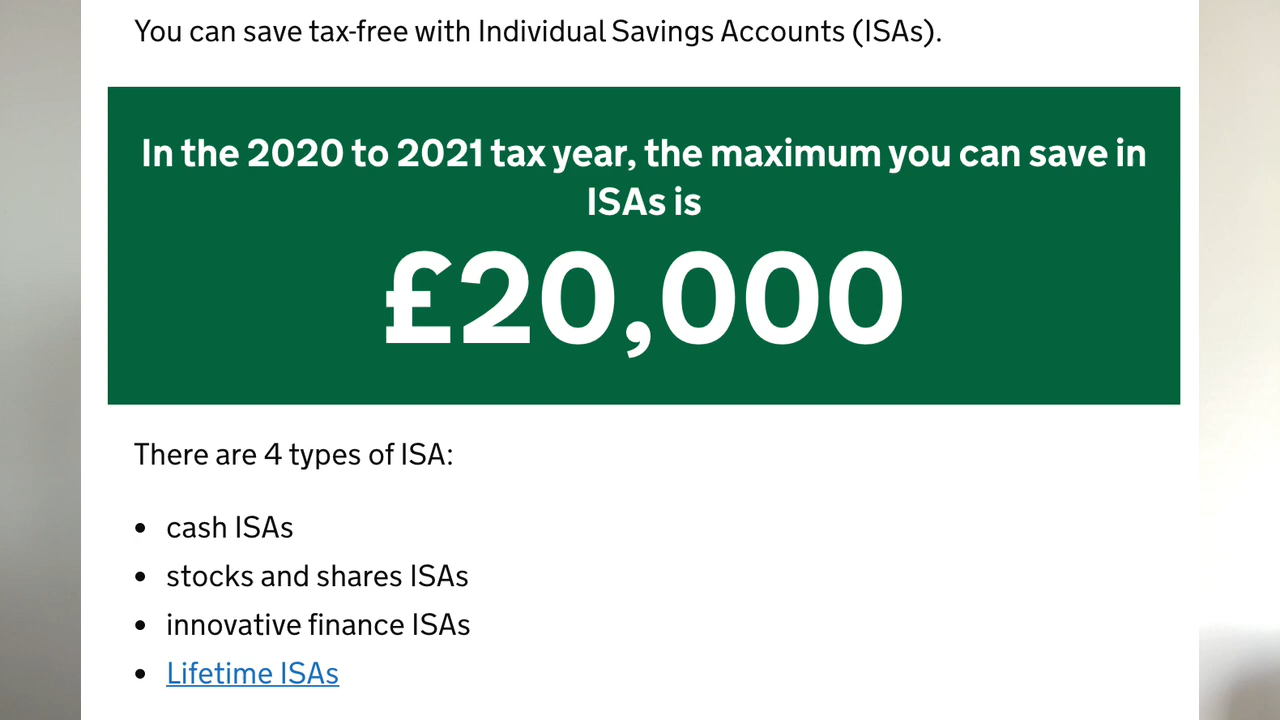 You can save tax-free with Individual Savings Accounts (ISAs).
In the 2020 to 2021 tax year, the maximum you can save in
ISAs is
£20,000
There are 4 types of ISA:
• cash ISAs
• stocks and shares ISAs
• innovative finance ISAs
• Lifetime ISAs